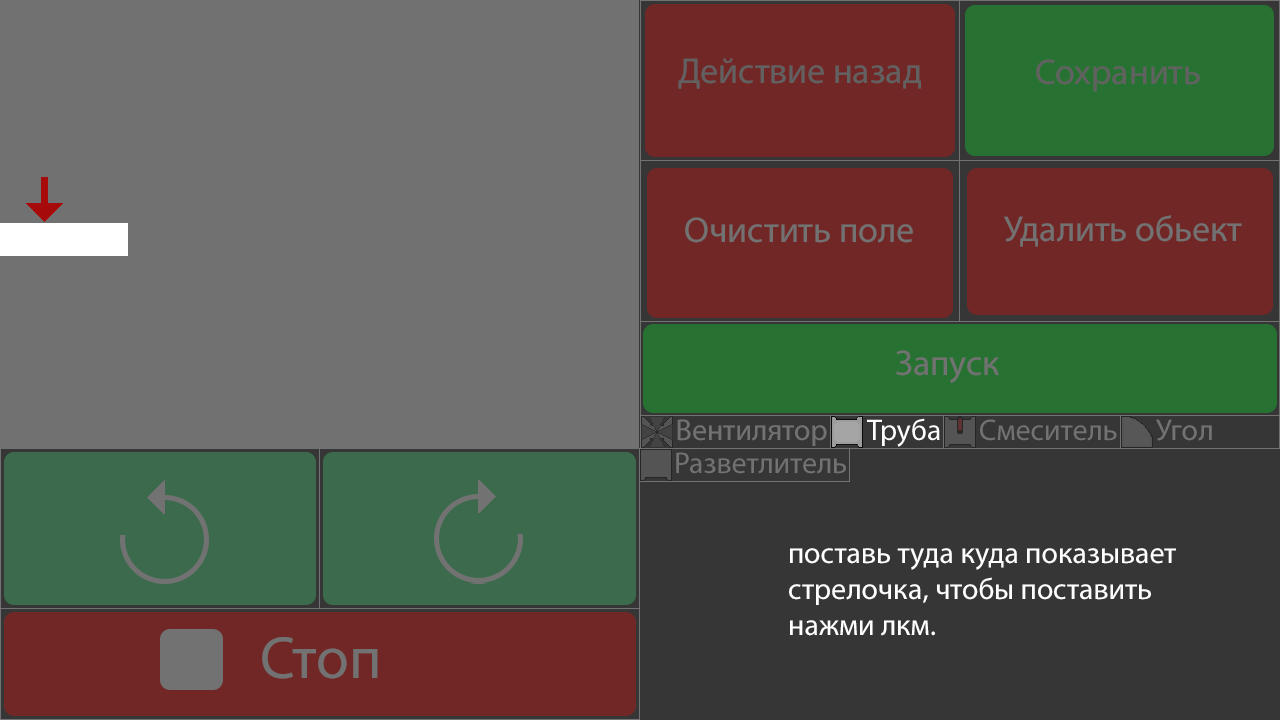 Действие назад
Сохранить
Очистить поле
Удалить обьект
Запуск
Вентилятор
Труба
Смеситель
Угол
Разветлитель
поставь туда куда показывает
стрелочка, чтобы поставить
нажми лкм.
Стоп